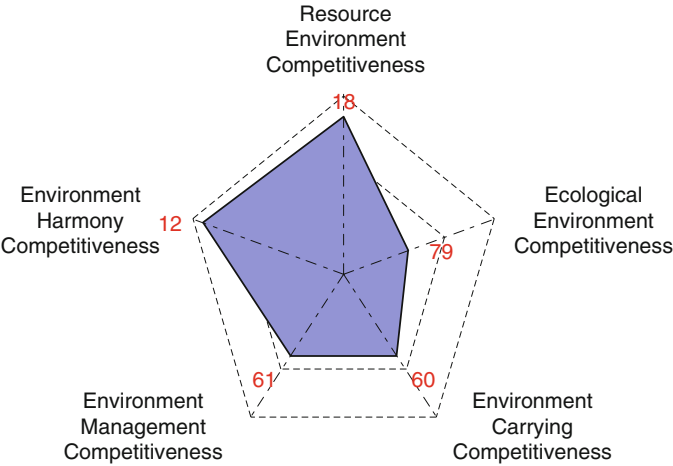 Resource
Environment
Competitiveness
18
Environment
Harmony
Competitiveness
12
Ecological
Environment
Competitiveness
79
61
60
Environment
Management
Competitiveness
Environment
Carrying
Competitiveness